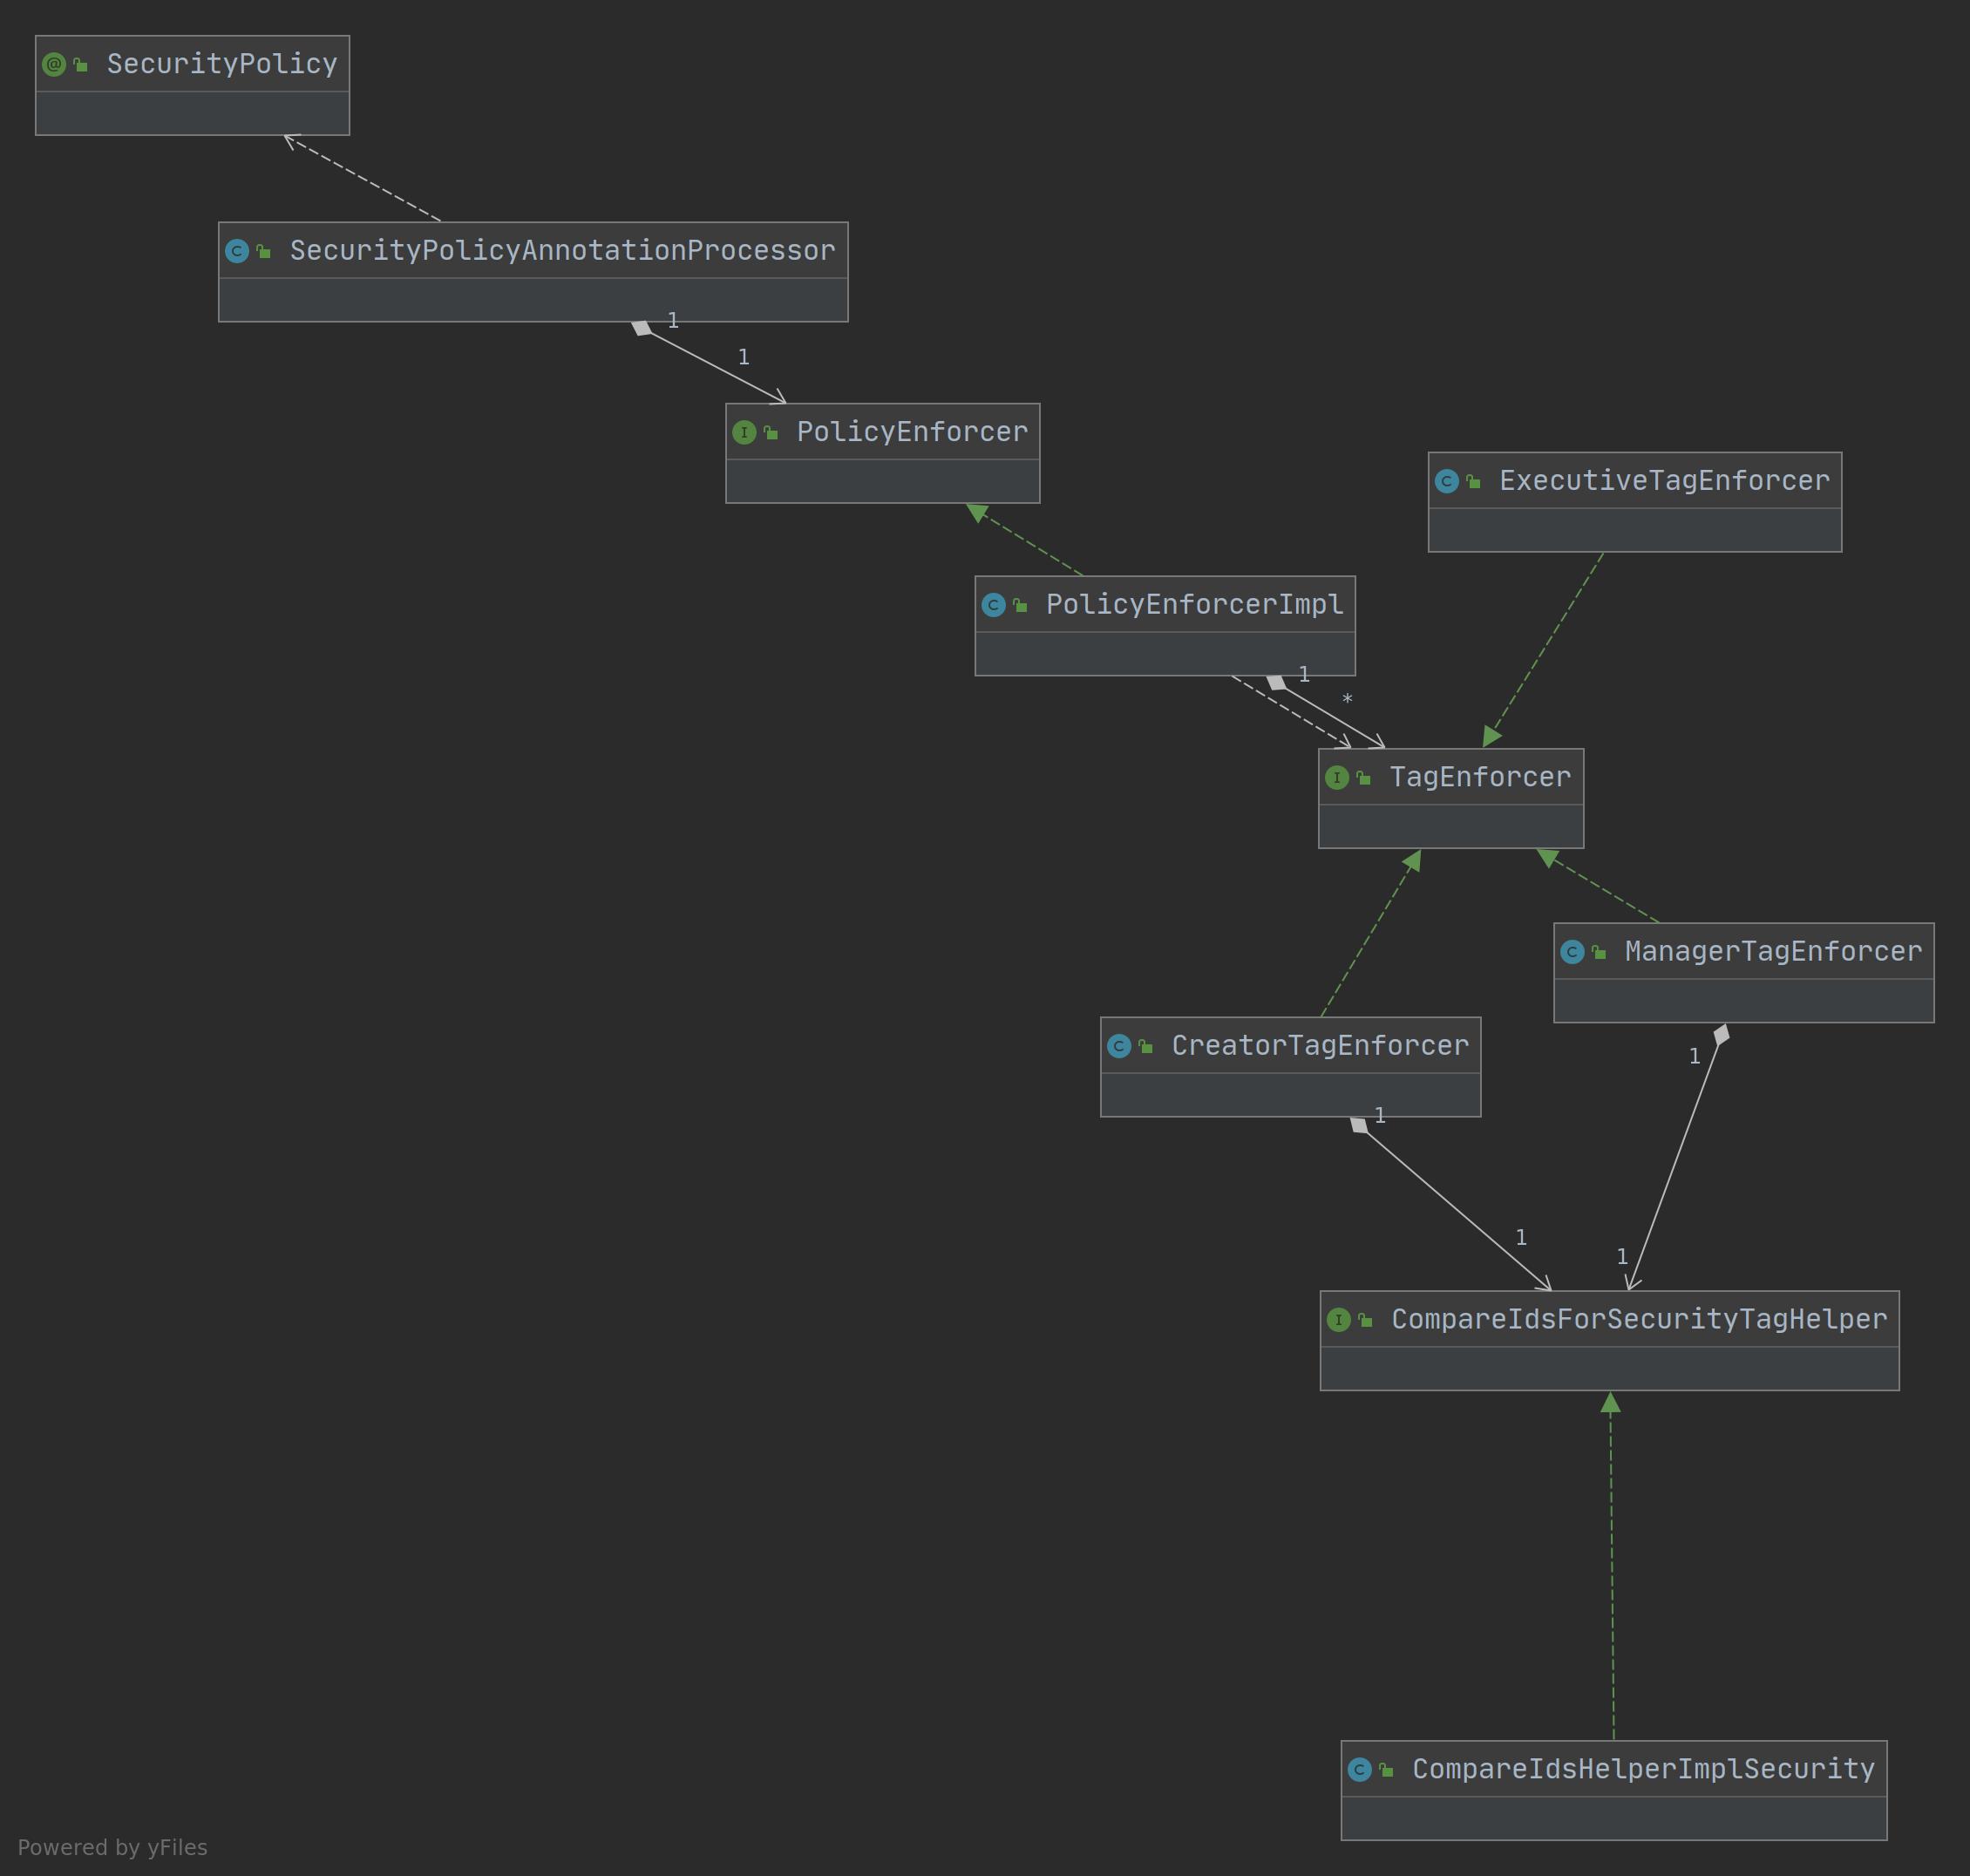 @ SecurityPolicy
C SecurityPolicyAnnotationProcessor
1
1
I PolicyEnforcer
C ExecutiveTagEnforcer
C PolicyEnforcerImpl
1
*
I TagEnforcer
C ManagerTagEnforcer
C CreatorTagEnforcer
1
1
1
1
I CompareIdsForSecurityTagHelper
C CompareIdsHelperImplSecurity
Powered by yFiles